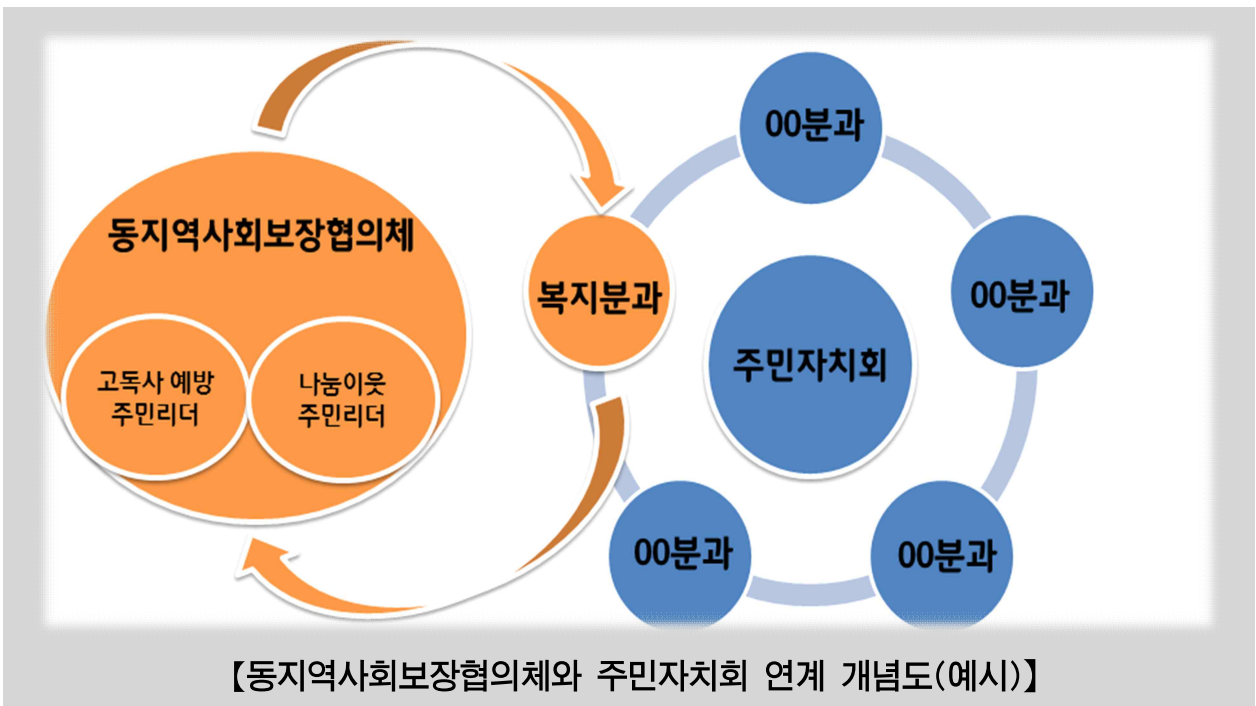 동지역사회보장협의체
고독사 예방
주민리더
나눔이웃
주민리더
복지분과
00분과
00분과
주민자치회
00분과
00분과
【동지역사회보장협의체와 주민자치회 연계 개념도(예시)】